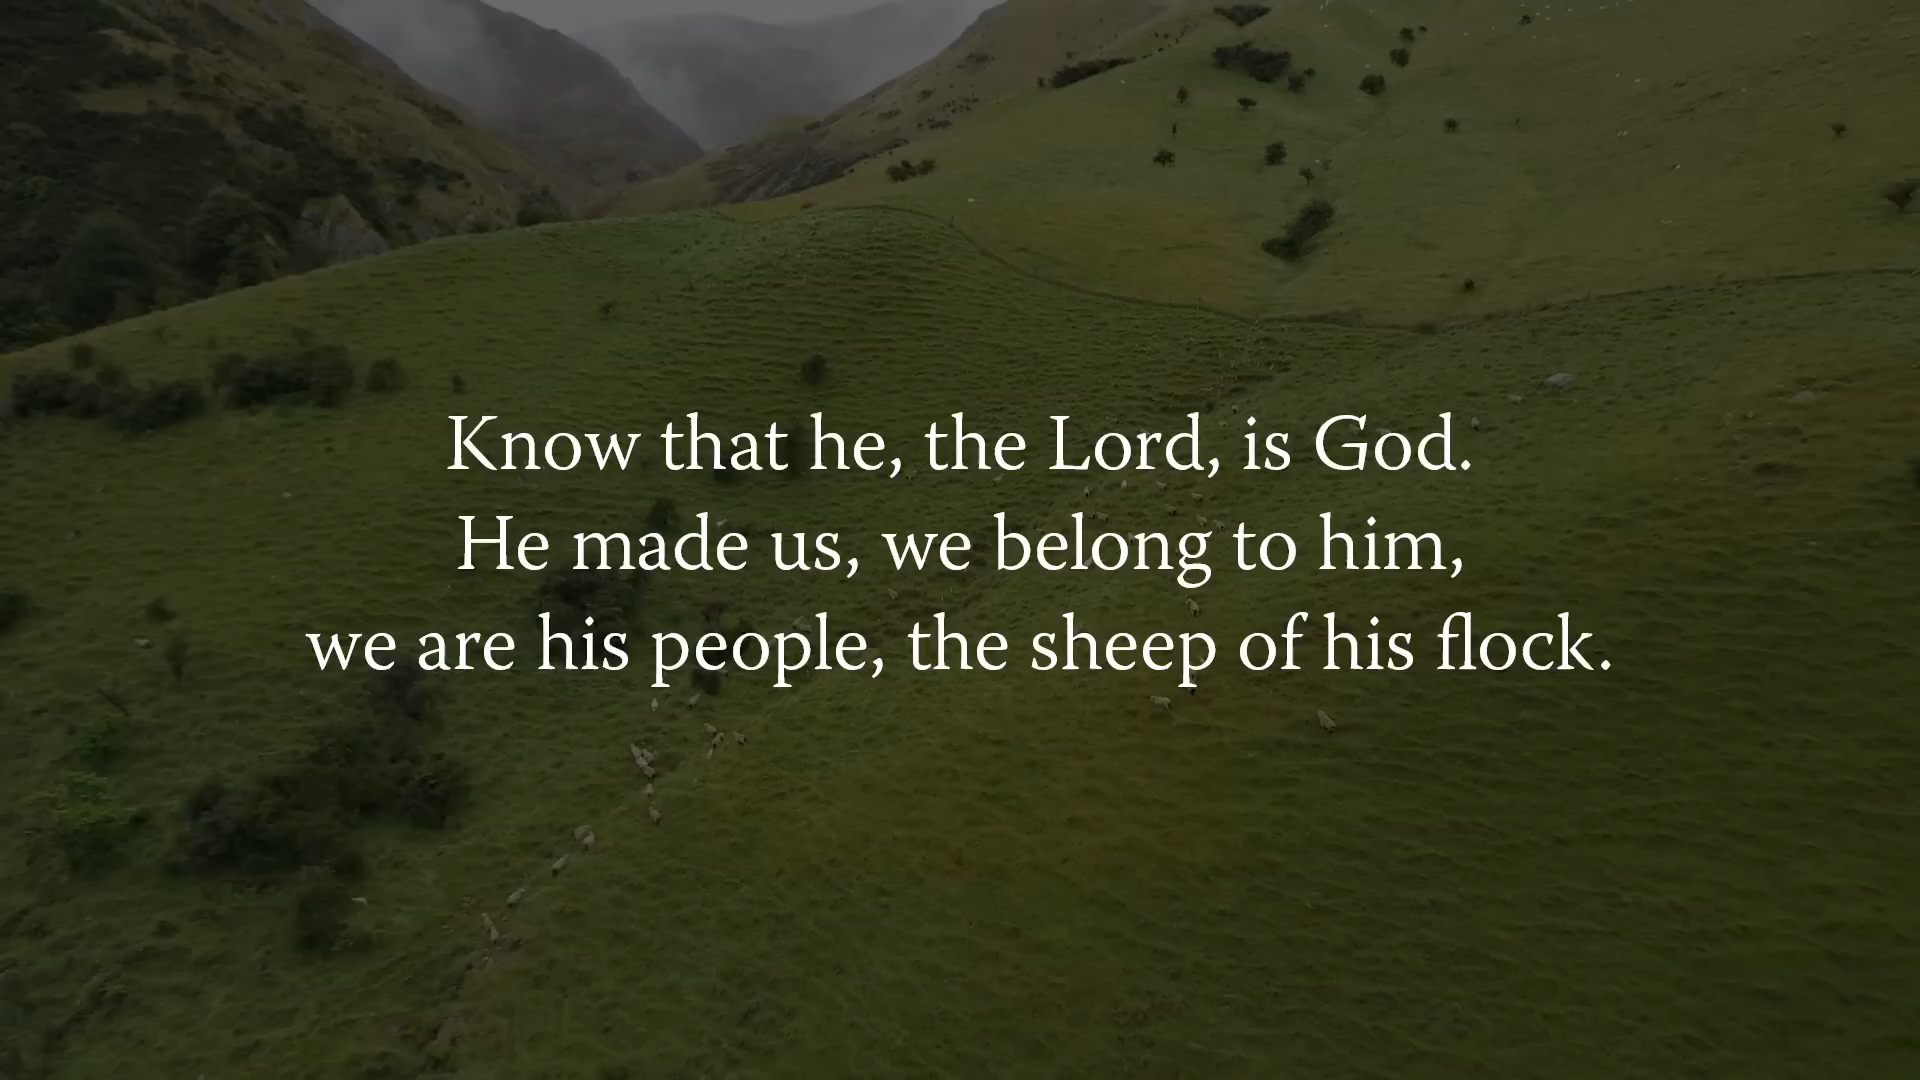 Know that he, the Lord, is God.
He made us, we belong to him,
we are his people, the sheep of his flock.